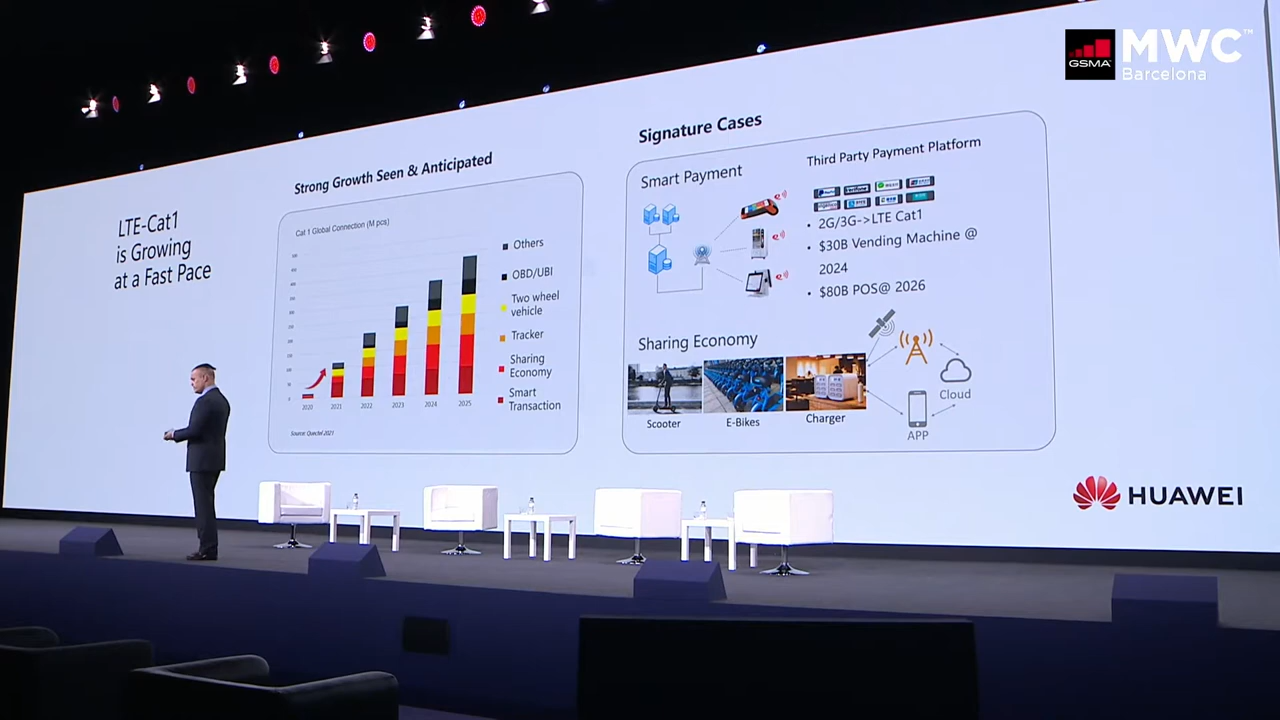 GSMA
MWC™
Barcelona
LTE-Cat1
is Growing
at a Fast Pace
Strong Growth Seen & Anticipated
Cat 1 Global Connection (M pcs)
Others
OBD/UBI
Two wheel
vehicle
Tracker
Sharing
Economy
Smart
Transaction
2020
2021
2022
2023
2024
2025
Source: Quectel 2021
Signature Cases
Smart Payment
Third Party Payment Platform
• 2G/3G->LTE Cat1
• $30B Vending Machine @
2024
• $80B POS@ 2026
Sharing Economy
Scooter
E-Bikes
Charger
Cloud
APP
HUAWEI